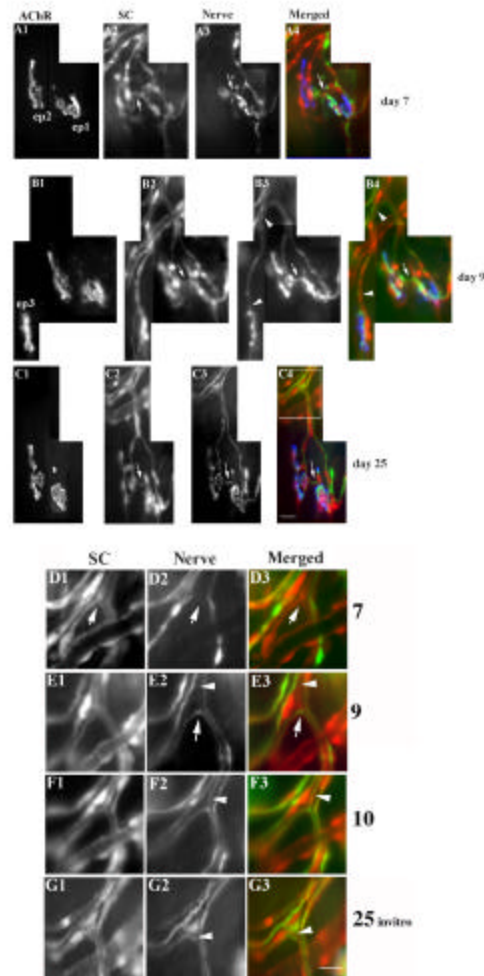 AChR SC Nerve Merged
A1 A2 A3 A4
ep2 ep1
day 7
B1 B2 B3 B4
ep3
day 9
C1 C2 C3 C4
day 25
SC Nerve Merged
D1 D2 D3
7
E1 E2 E3
9
F1 F2 F3
10
G1 G2 G3
25 invitro